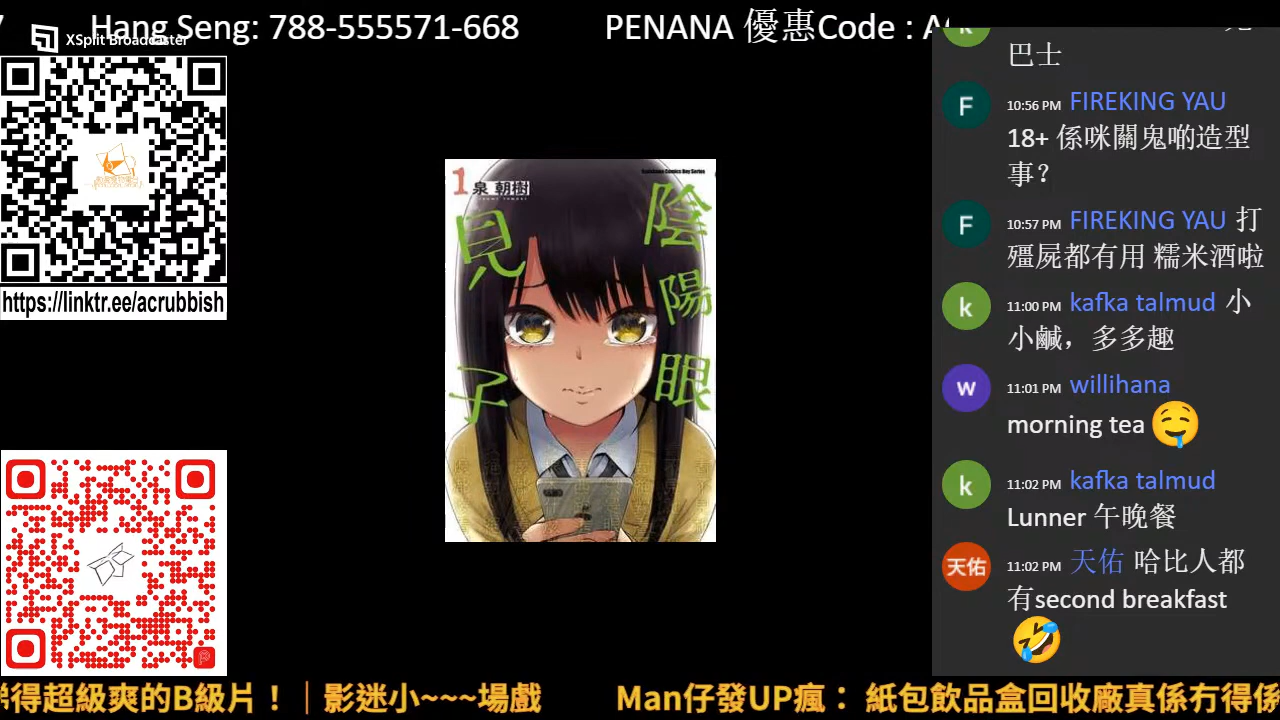 Hang Seng: 788-555571-668
PENANA 優惠Code :
XSplit Broadcaster
https://linktr.ee/acrubbish
1
泉 朝樹
陰陽眼
見子
巴士
F
10:56 PM FIREKING YAU
18+ 係咪關鬼啲造型
事？
F
10:57 PM FIREKING YAU 打
殭屍都有用 糯米酒啦
k
11:00 PM kafka talmud 小
小鹹，多多趣
w
11:01 PM willihana
morning tea 🤤
k
11:02 PM kafka talmud
Lunner 午晚餐
天佑
11:02 PM 天佑 哈比人都
有second breakfast
🤣
得超級爽的B級片！｜影迷小~~~場戲
Man仔發UP瘋： 紙包飲品盒回收廠真係冇得係